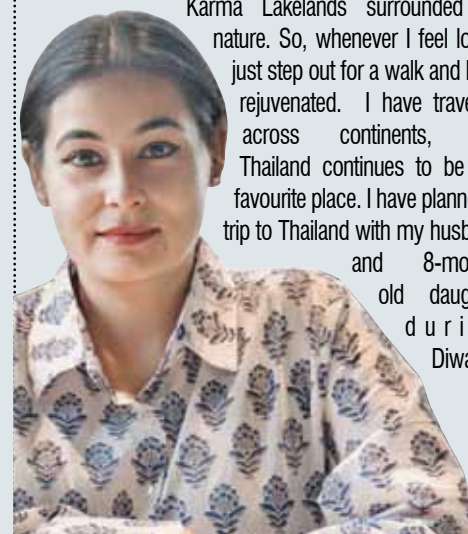 Karma Lakelands surrounded
nature. So, whenever I feel lo
just step out for a walk and
rejuvenated. I have trave
across continents,
Thailand continues to be
favourite place. I have planne
trip to Thailand with my husb
and 8-mo
old daug
duri
Diwa